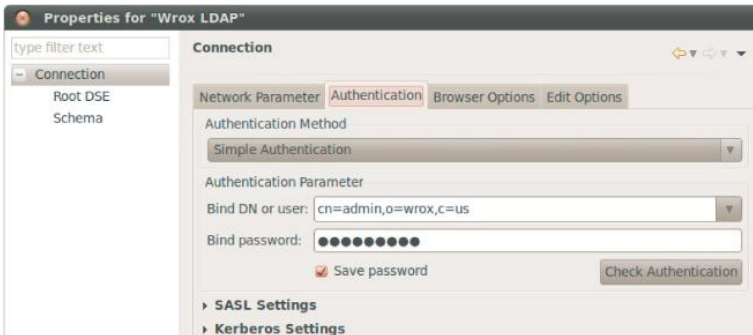 Properties for "Wrox LDAP"
type filter text
Connection
Root DSE
Schema
Connection
Network Parameter Authentication Browser Options Edit Options
Authentication Method
Simple Authentication
Authentication Parameter
Bind DN or user: cn=admin,o=wrox,c=us
Bind password: ●●●●●●●●●
Save password Check Authentication
SASL Settings
Kerberos Settings